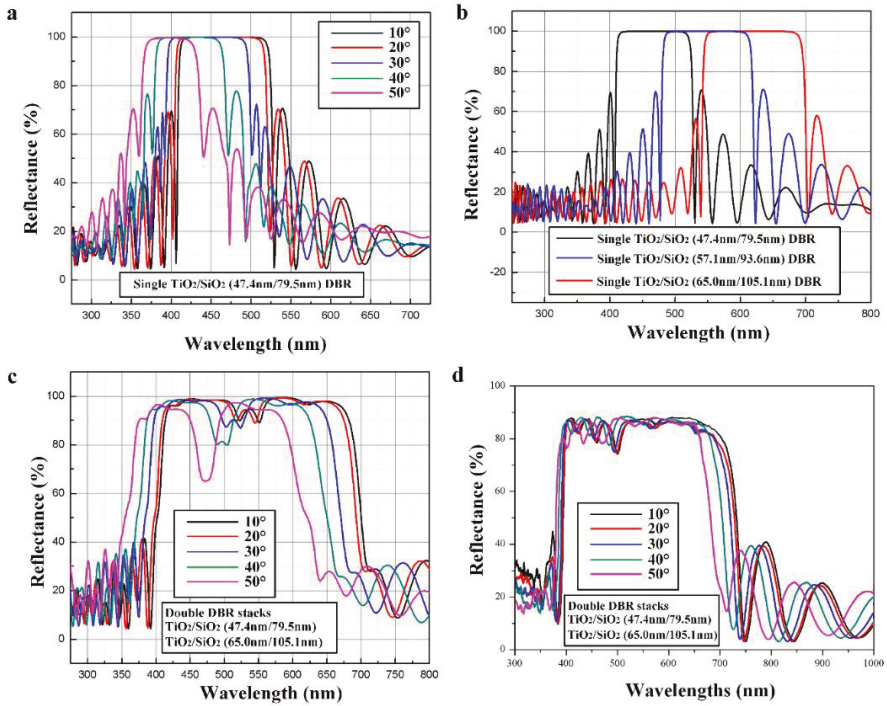 a
Reflectance (%)
100
80
60
40
20
0
10°
20°
30°
40°
50°
Single TiO₂/SiO₂ (47.4nm/79.5nm) DBR
300 350 400 450 500 550 600 650 700
Wavelength (nm)
b
Reflectance (%)
100
80
60
40
20
0
-20
Single TiO₂/SiO₂ (47.4nm/79.5nm) DBR
Single TiO₂/SiO₂ (57.1nm/93.6nm) DBR
Single TiO₂/SiO₂ (65.0nm/105.1nm) DBR
300 400 500 600 700 800
Wavelength (nm)
c
Reflectance (%)
100
80
60
40
20
0
10°
20°
30°
40°
50°
Double DBR stacks
TiO₂/SiO₂ (47.4nm/79.5nm)
TiO₂/SiO₂ (65.0nm/105.1nm)
300 350 400 450 500 550 600 650 700 750 800
Wavelength (nm)
d
Reflectance (%)
100
80
60
40
20
0
10°
20°
30°
40°
50°
Double DBR stacks
TiO₂/SiO₂ (47.4nm/79.5nm)
TiO₂/SiO₂ (65.0nm/105.1nm)
300 400 500 600 700 800 900 1000
Wavelengths (nm)